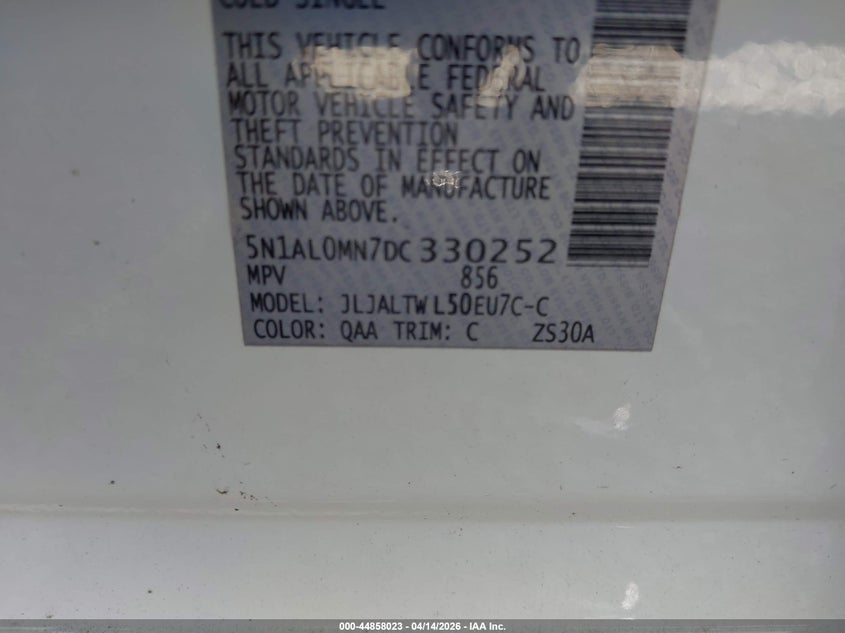 COLD SINGLE
THIS VEHICLE CONFORMS TO
ALL APPLICABLE FEDERAL
MOTOR VEHICLE SAFETY AND
THEFT PREVENTION
STANDARDS IN EFFECT ON
THE DATE OF MANUFACTURE
SHOWN ABOVE.
5N1AL0MN7DC330252
MPV 856
MODEL: JLJALTWL50EU7C-C
COLOR: QAA TRIM: C ZS30A
000-44858023 - 04/14/2026 - IAA Inc.